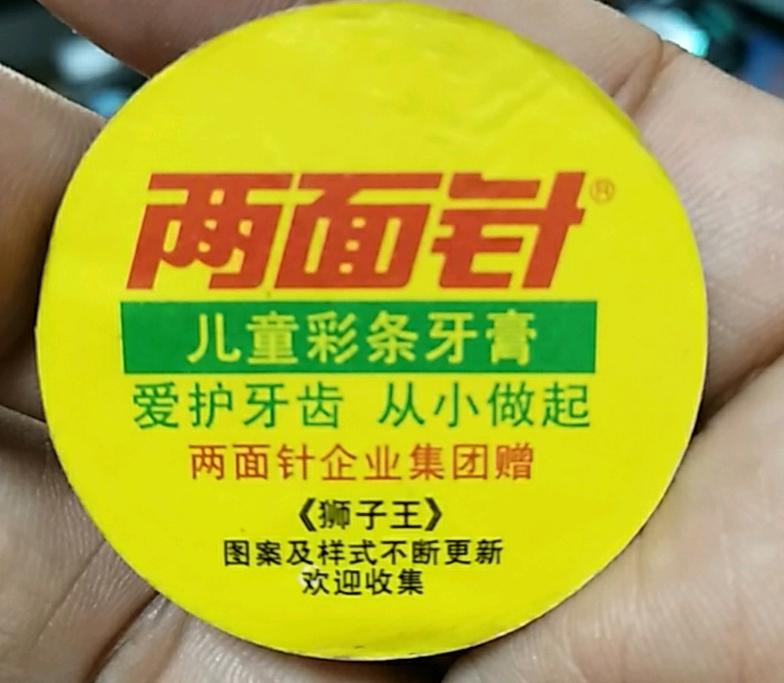 两面针®
儿童彩条牙膏
爱护牙齿 从小做起
两面针企业集团赠
《狮子王》
图案及样式不断更新
欢迎收集